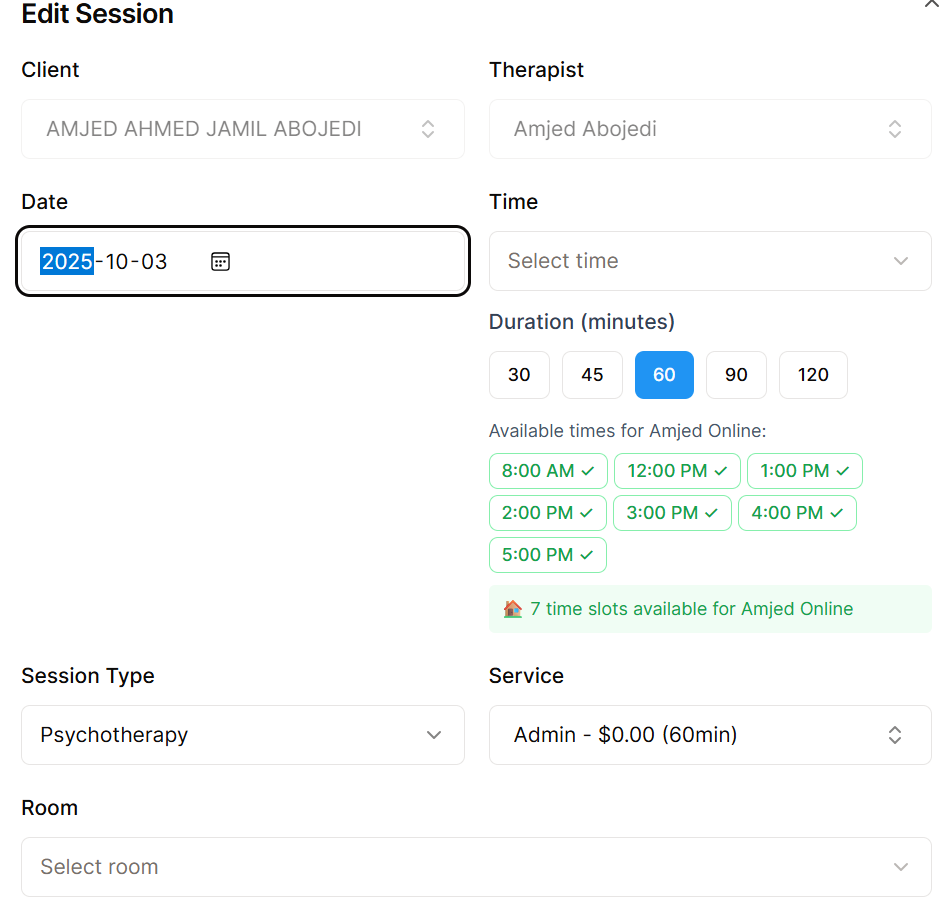 Edit Session
Client
Therapist
AMJED AHMED JAMIL ABOJEDI
Amjed Abojedi
Date
Time
2025-10-03
Select time
Duration (minutes)
30 45 60 90 120
Available times for Amjed Online:
8:00 AM ✓ 12:00 PM ✓ 1:00 PM ✓
2:00 PM ✓ 3:00 PM ✓ 4:00 PM ✓
5:00 PM ✓
7 time slots available for Amjed Online
Session Type
Service
Psychotherapy
Admin - $0.00 (60min)
Room
Select room